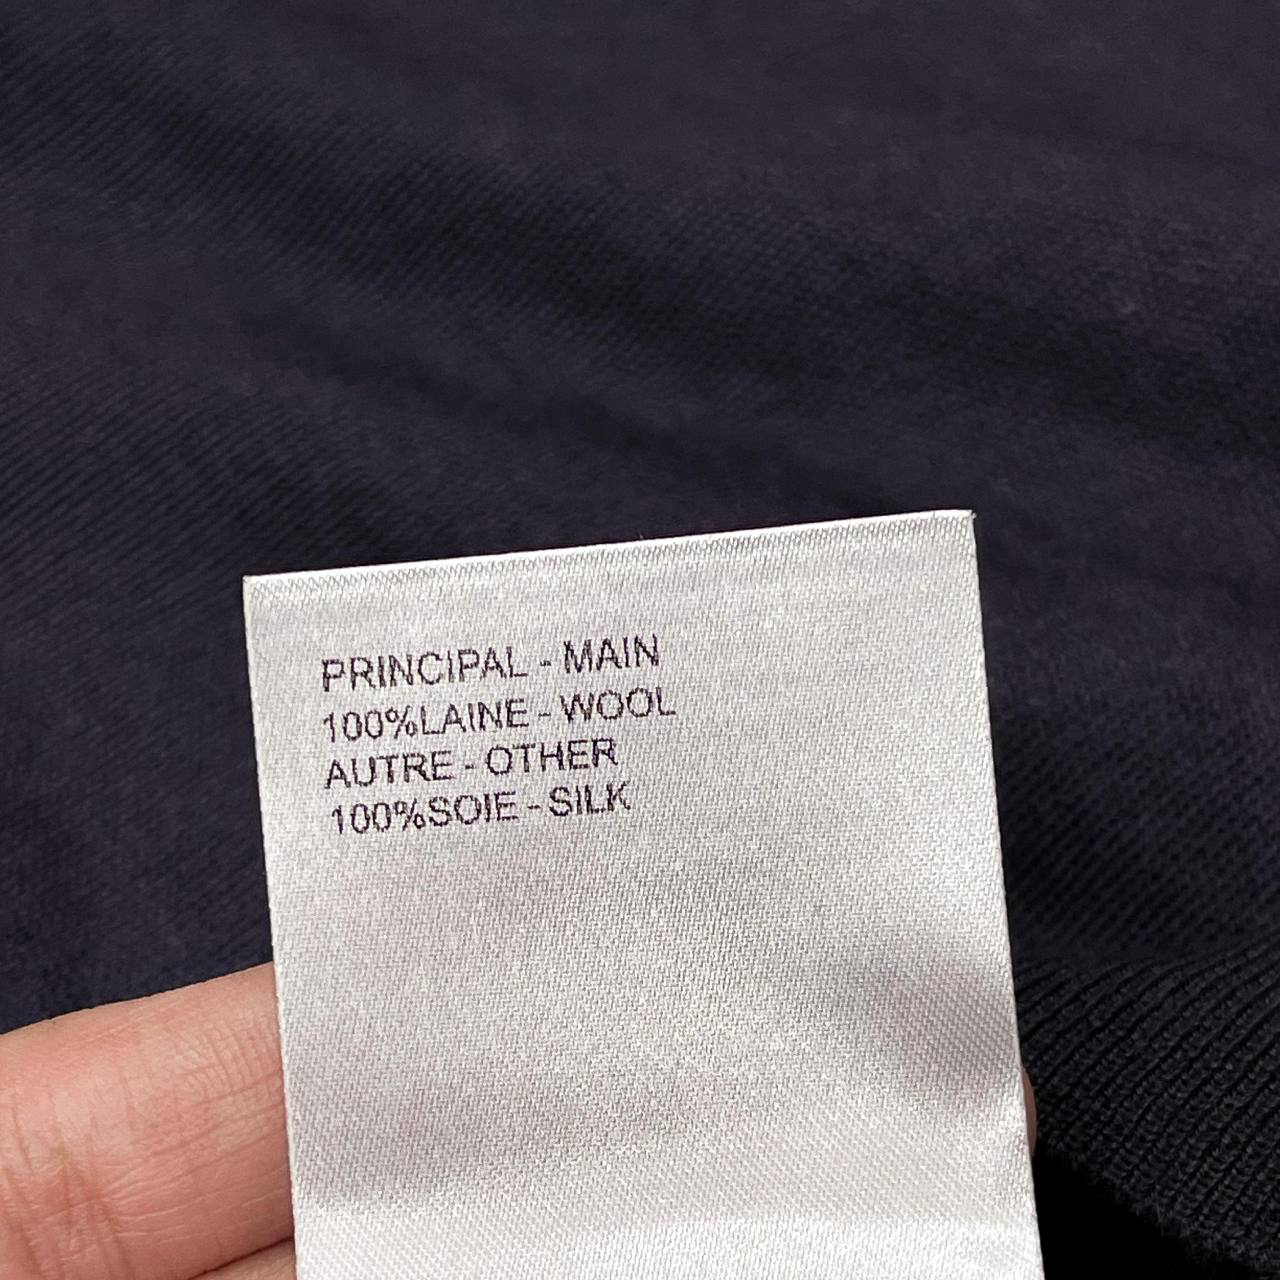 PRINCIPAL - MAIN
100%LAINE - WOOL
AUTRE - OTHER
100%SOIE - SILK